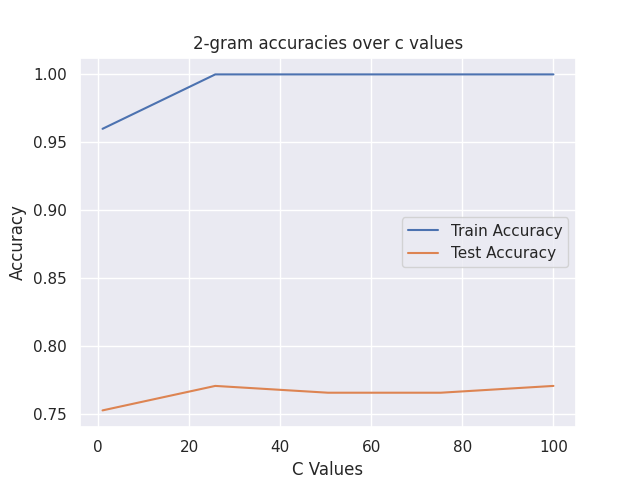 2-gram accuracies over c values
1.00
0.95
0.90
0.85
0.80
0.75
Accuracy
Train Accuracy
Test Accuracy
0 20 40 60 80 100
C Values